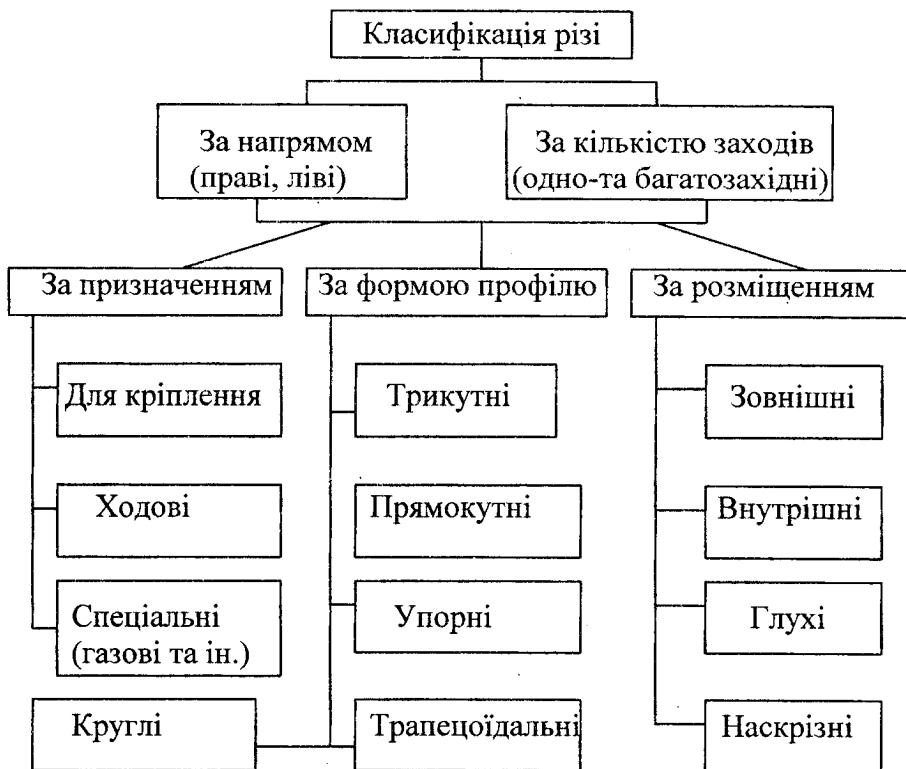 Класифікація різі
За напрямом
(праві, ліві)
За кількістю заходів
(одно-та багатозахідні)
За призначенням
За формою профілю
За розміщенням
Для кріплення
Трикутні
Зовнішні
Ходові
Прямокутні
Внутрішні
Спеціальні
(газові та ін.)
Упорні
Глухі
Круглі
Трапецоїдальні
Наскрізні